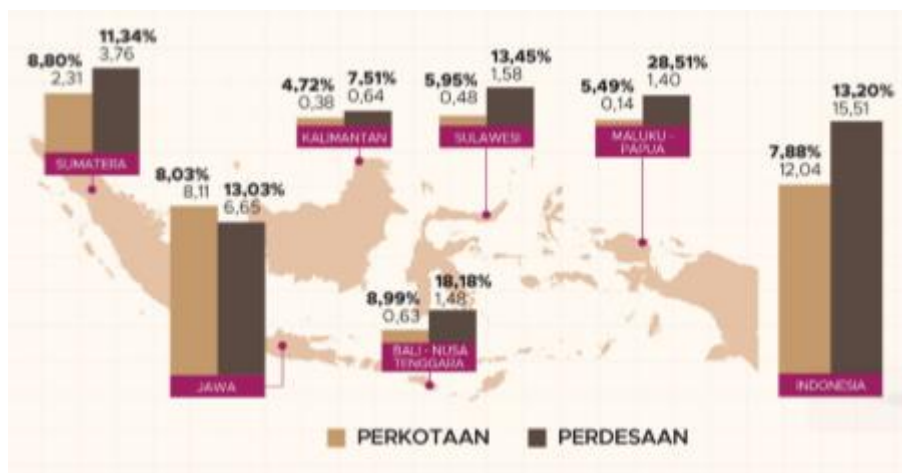 8,80%
2,31
11,34%
3,76
SUMATERA
8,03%
8,11
13,03%
6,65
JAWA
4,72%
0,38
7,51%
0,64
KALIMANTAN
8,99%
0,63
18,18%
1,48
BALI - NUSA
TENGGARA
5,95%
0,48
13,45%
1,58
SULAWESI
5,49%
0,14
28,51%
1,40
MALUKU -
PAPUA
7,88%
12,04
13,20%
15,51
INDONESIA
PERKOTAAN
PERDESAAN